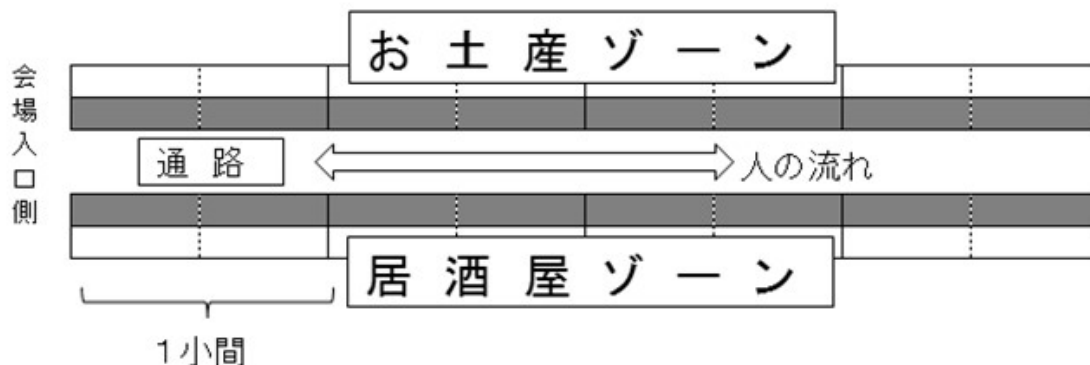 お土産ゾーン
会場入口側
通路
人の流れ
居酒屋ゾーン
1小間